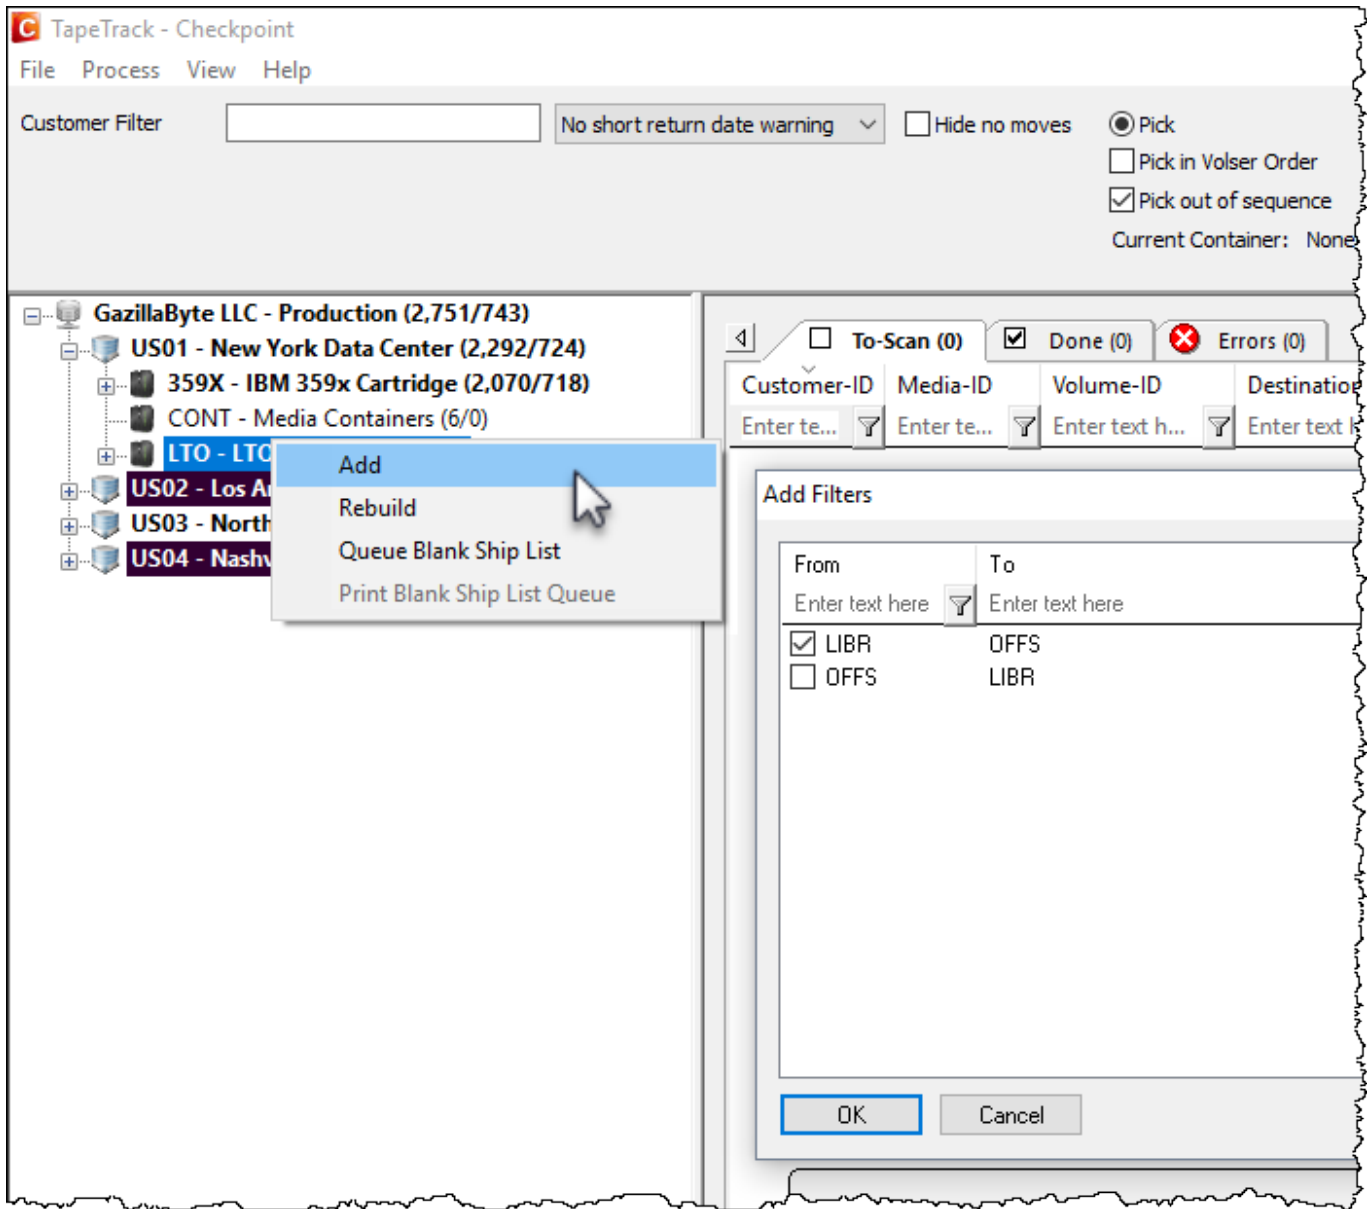 TapeTrack - Checkpoint
File Process View Help
Customer Filter No short return date warning Hide no moves Pick
Pick in Volser Order
Pick out of sequence
Current Container: None
GazillaByte LLC - Production (2,751/743)
US01 - New York Data Center (2,292/724)
359X - IBM 359x Cartridge (2,070/718)
CONT - Media Containers (6/0)
LTO - LTO
US02 - Los A
US03 - North
US04 - Nashv
Add
Rebuild
Queue Blank Ship List
Print Blank Ship List Queue
To-Scan (0) Done (0) Errors (0)
Customer-ID Media-ID Volume-ID Destination
Enter te... Enter te... Enter text h... Enter text
Add Filters
From To
Enter text here Enter text here
LIBR OFFS
OFFS LIBR
OK Cancel